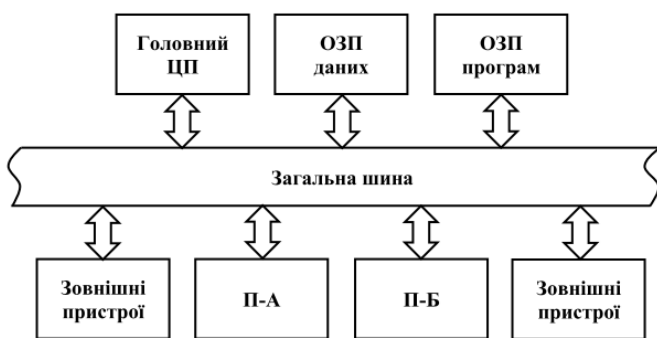 Головний
ЦП
ОЗП
даних
ОЗП
програм
Загальна шина
Зовнішні
пристрої
П-А
П-Б
Зовнішні
пристрої